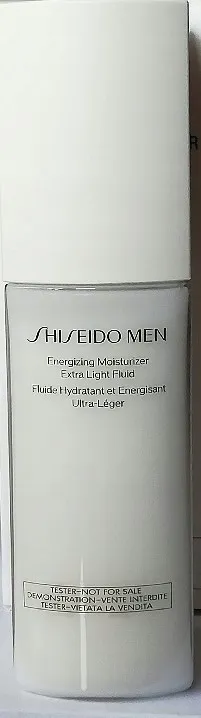 SHISEIDO MEN
Energizing Moisturizer
Extra Light Fluid
Fluide Hydratant et Energisant
Ultra-Léger
TESTER-NOT FOR SALE
DEMONSTRATION-VENTE INTERDITE
TESTER-VIETATA LA VENDITA